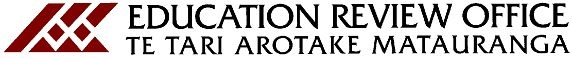 EDUCATION REVIEW OFFICE
TE TARI AROTAKE MATAURANGA